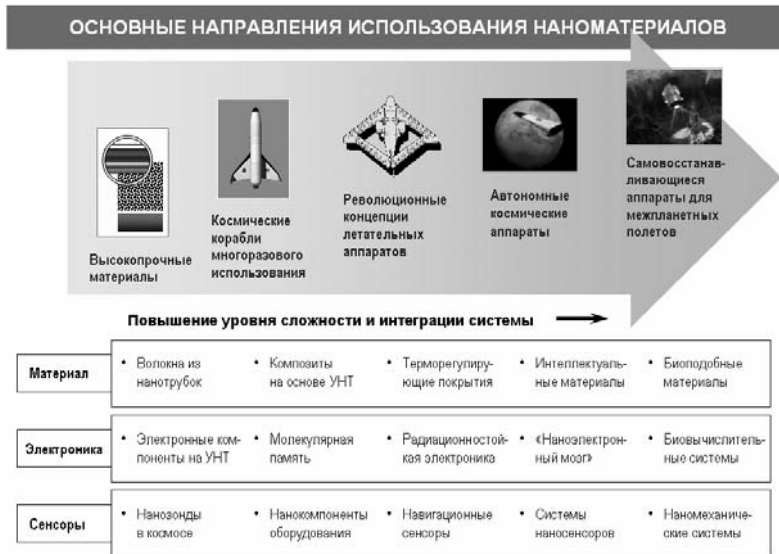 ОСНОВНЫЕ НАПРАВЛЕНИЯ ИСПОЛЬЗОВАНИЯ НАНОМАТЕРИАЛОВ
Высокопрочные
материалы
Космические
корабли
многоразового
использования
Революционные
концепции
летательных
аппаратов
Автономные
космические
аппараты
Самовосстанав-
ливающиеся
аппараты для
межпланетных
полетов
Повышение уровня сложности и интеграции системы
Материал
• Волокна из
нанотрубок
• Композиты
на основе УНТ
• Терморегулиру-
ющие покрытия
• Интеллектуаль-
ные материалы
• Биоподобные
материалы
Электроника
• Электронные ком-
поненты на УНТ
• Молекулярная
память
• Радиационностой-
кая электроника
• «Наноэлектрон-
ный мозг»
• Биовычислитель-
ные системы
Сенсоры
• Нанозонды
в космосе
• Нанокомпоненты
оборудования
• Навигационные
сенсоры
• Системы
наносенсоров
• Наномеханиче-
ские системы